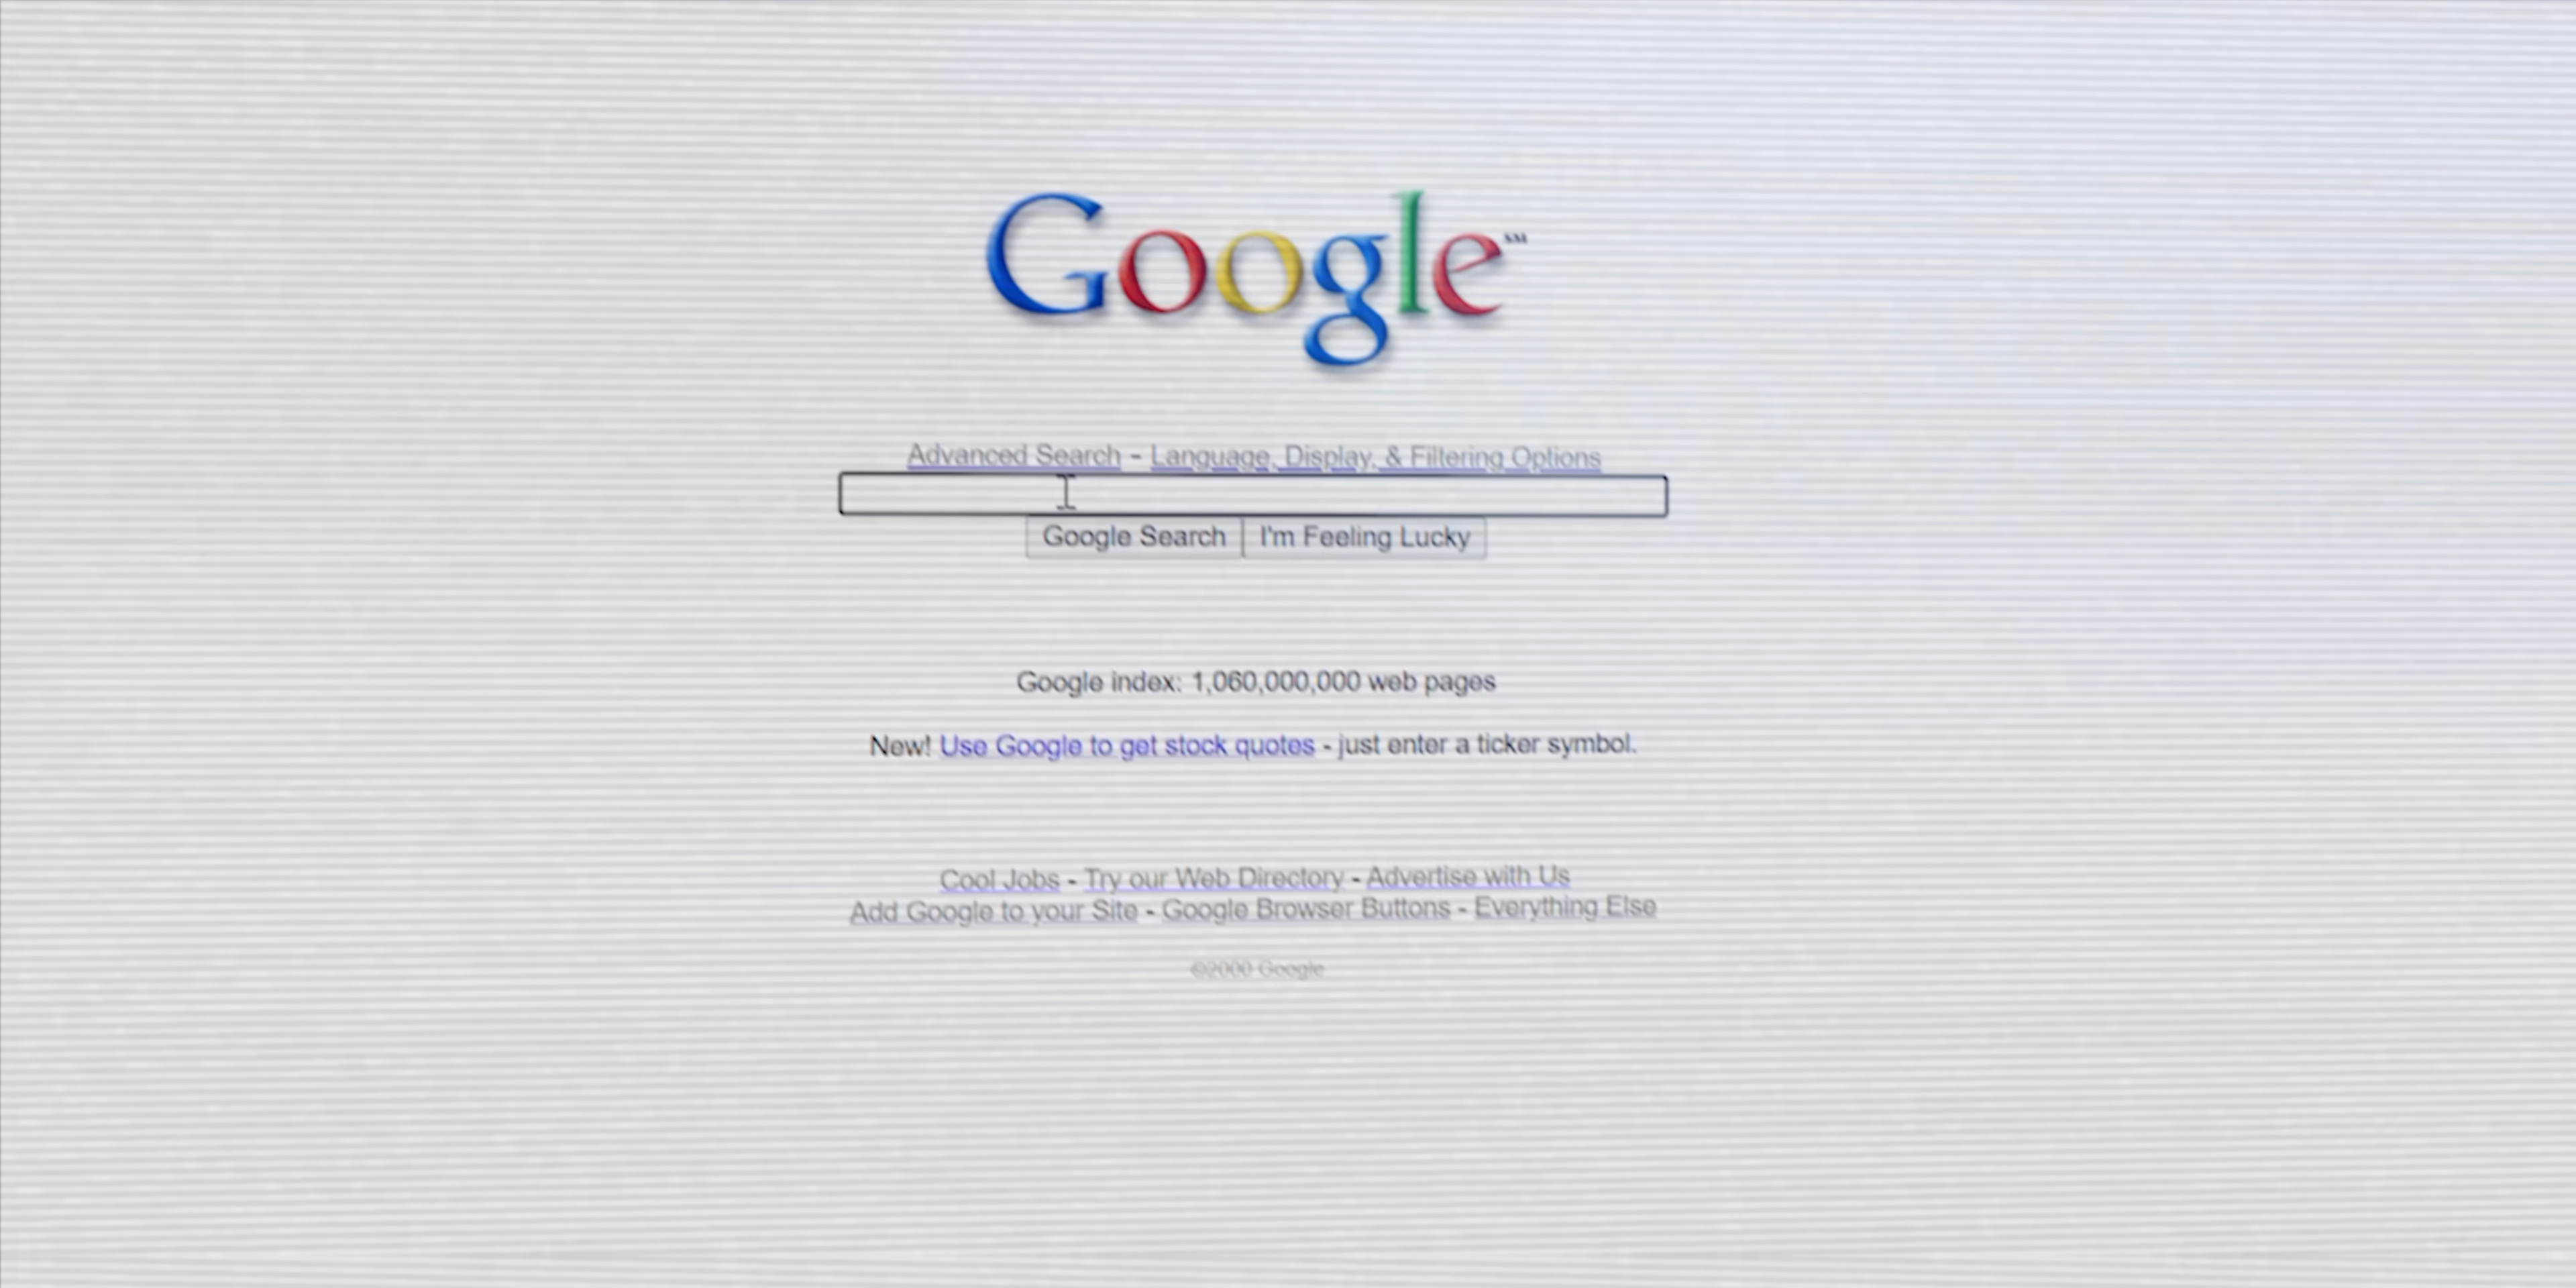 Google
Advanced Search - Language, Display, & Filtering Options
Google Search I'm Feeling Lucky
Google index: 1,060,000,000 web pages
New! Use Google to get stock quotes - just enter a ticker symbol.
Cool Jobs - Try our Web Directory - Advertise with Us
Add Google to your Site - Google Browser Buttons - Everything Else
©2000 Google